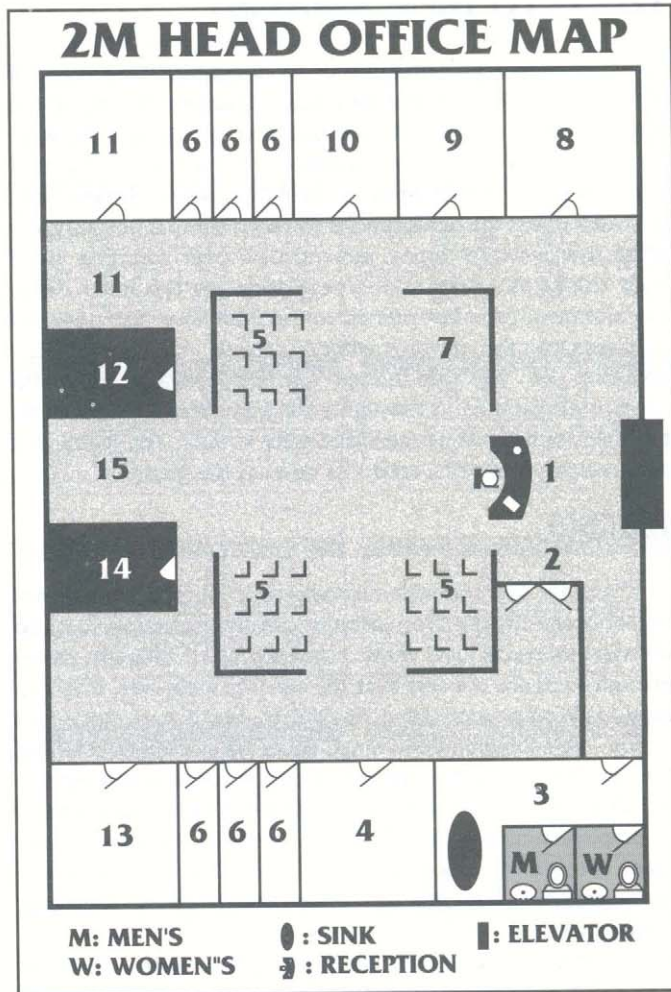 2M HEAD OFFICE MAP
11 6 6 6 10 9 8
11
5 7
12
15 1
14 2
5 5
3
13 6 6 6 4
M W
M: MEN'S : SINK : ELEVATOR
W: WOMEN"S : RECEPTION